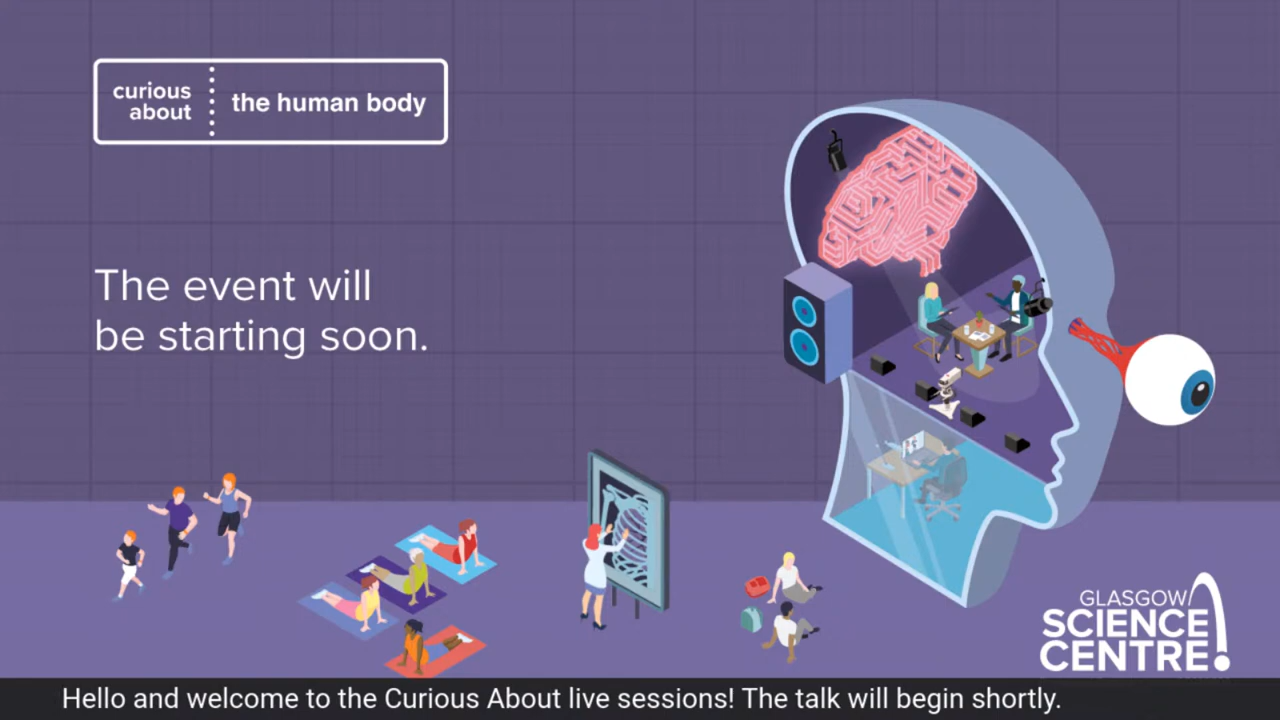 curious
about
the human body
The event will
be starting soon.
GLASGOW
SCIENCE
CENTRE!
Hello and welcome to the Curious About live sessions! The talk will begin shortly.